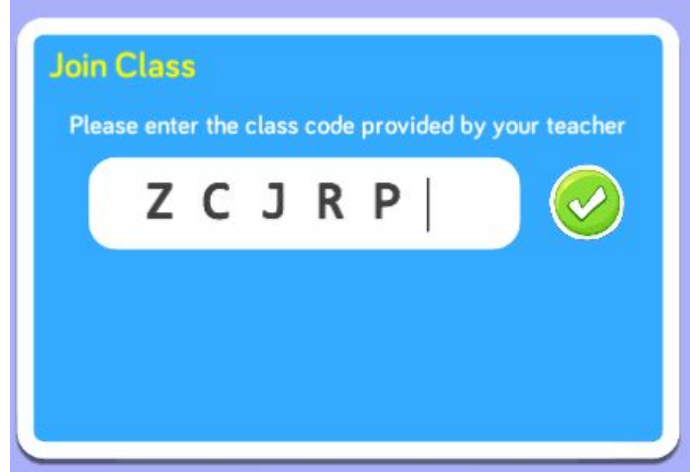 Join Class
Please enter the class code provided by your teacher
Z C J R P